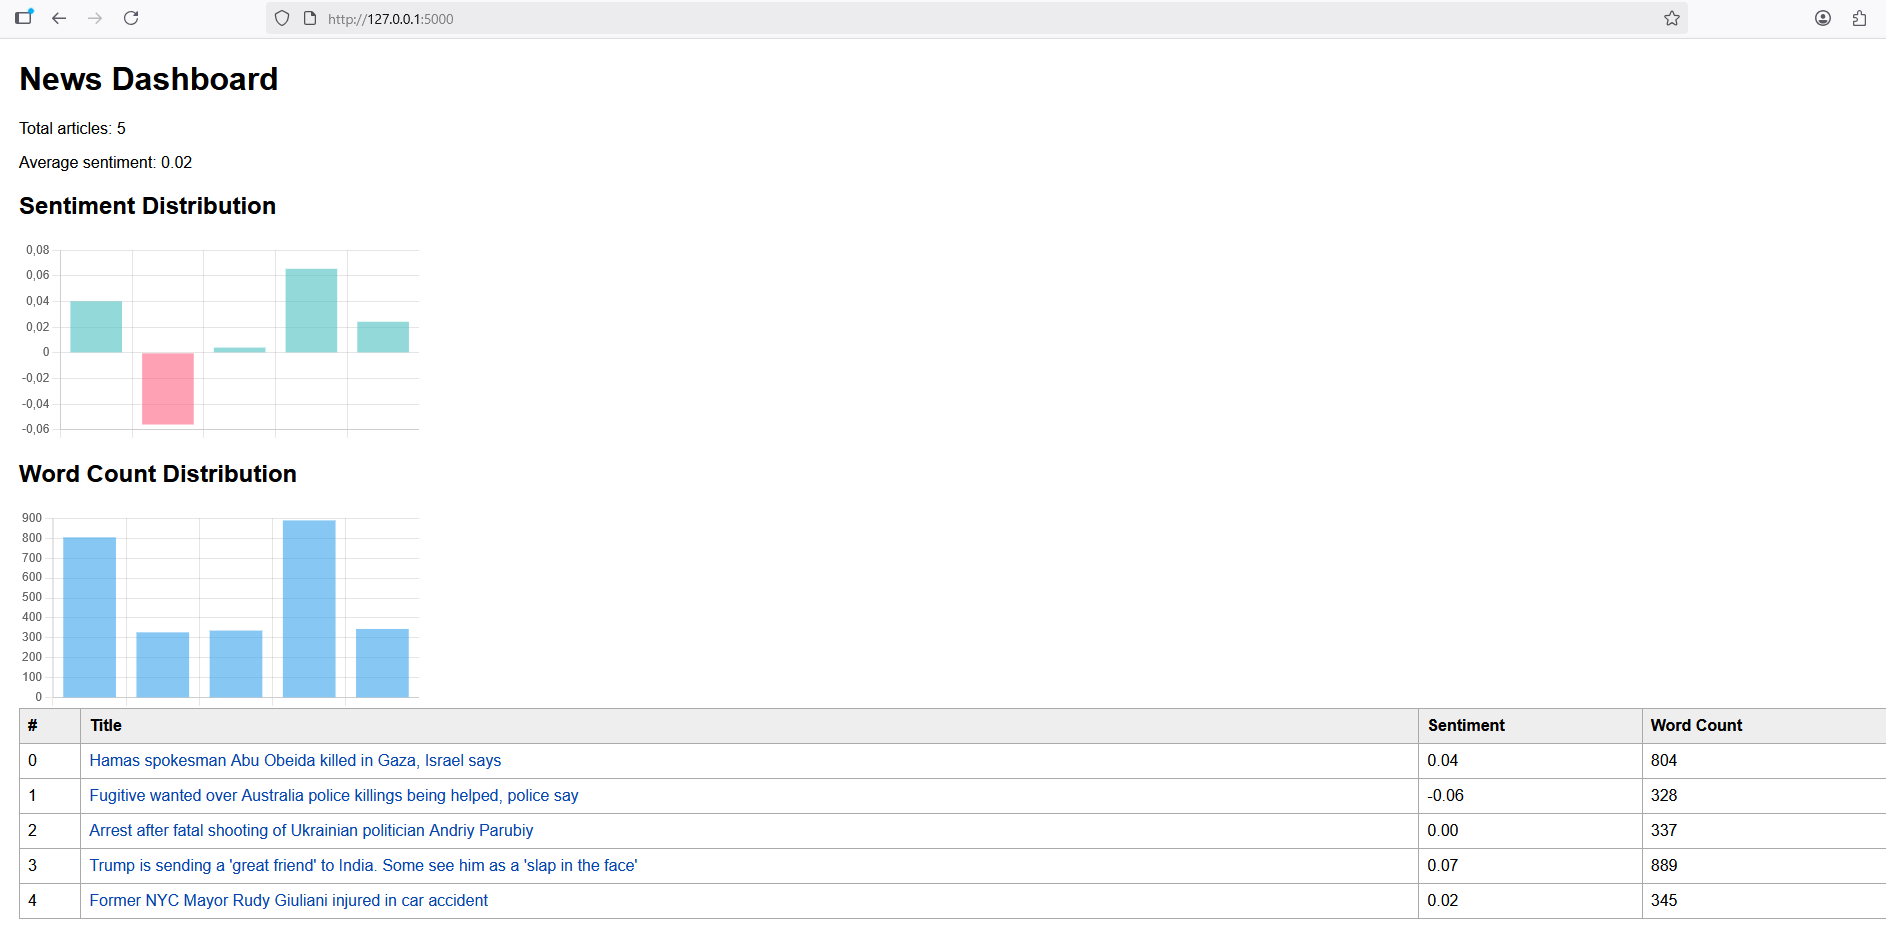 http://127.0.0.1:5000
News Dashboard
Total articles: 5
Average sentiment: 0.02
Sentiment Distribution
0,08
0,06
0,04
0,02
0
-0,02
-0,04
-0,06
Word Count Distribution
900
800
700
600
500
400
300
200
100
0
# Title Sentiment Word Count
0 Hamas spokesman Abu Obeida killed in Gaza, Israel says 0.04 804
1 Fugitive wanted over Australia police killings being helped, police say -0.06 328
2 Arrest after fatal shooting of Ukrainian politician Andriy Parubiy 0.00 337
3 Trump is sending a 'great friend' to India. Some see him as a 'slap in the face' 0.07 889
4 Former NYC Mayor Rudy Giuliani injured in car accident 0.02 345